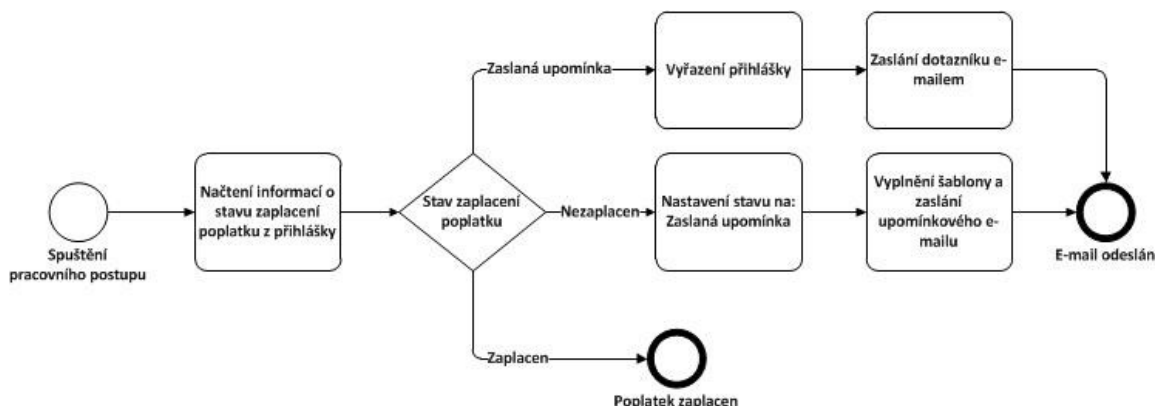 Spuštění
pracovního postupu
Načtení informací o
stavu zaplacení
poplatku z přihlášky
Stav zaplacení
poplatku
Zaslaná upomínka
Vyřazení přihlášky
Zaslání dotazníku e-
mailem
Nezaplacen
Nastavení stavu na:
Zaslaná upomínka
Vyplnění šablony a
zaslání
upomínkového e-
mailu
E-mail odeslán
Zaplacen
Poplatek zaplacen